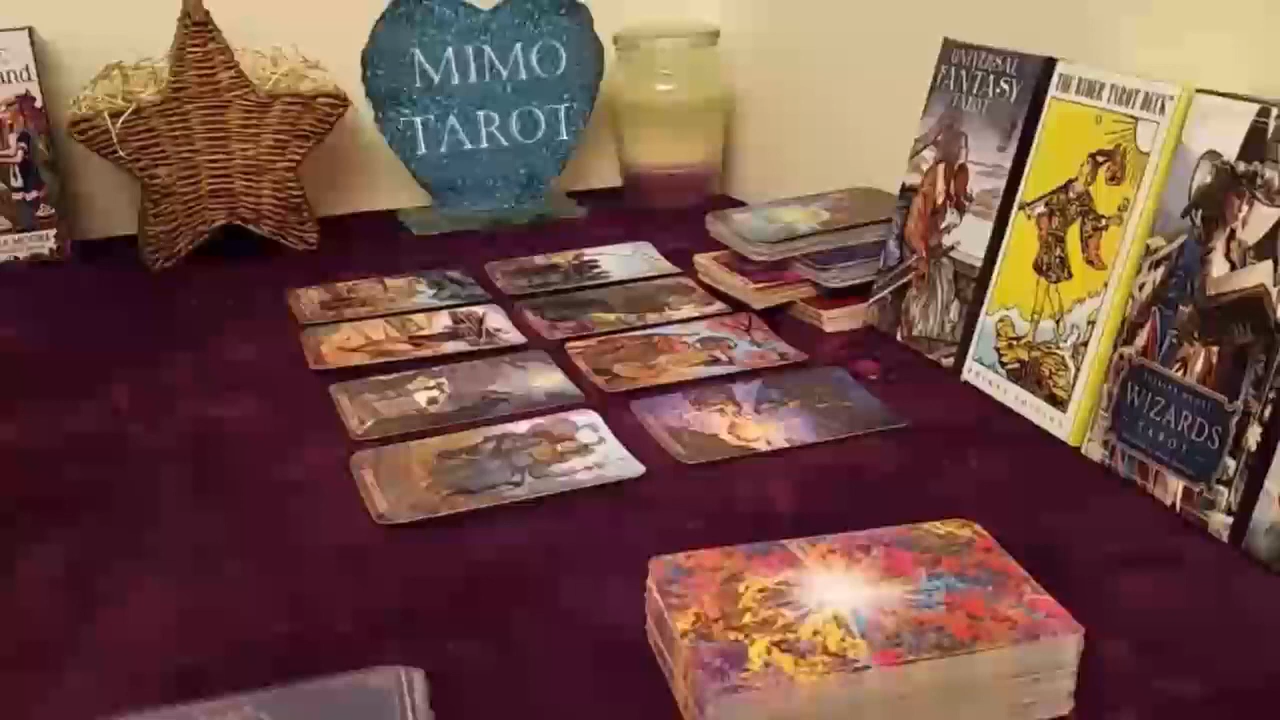 MIMO
TAROT
UNIVERSAL
FANTASY
TAROT
THE RIDER TAROT DECK
WIZARDS
TAROT